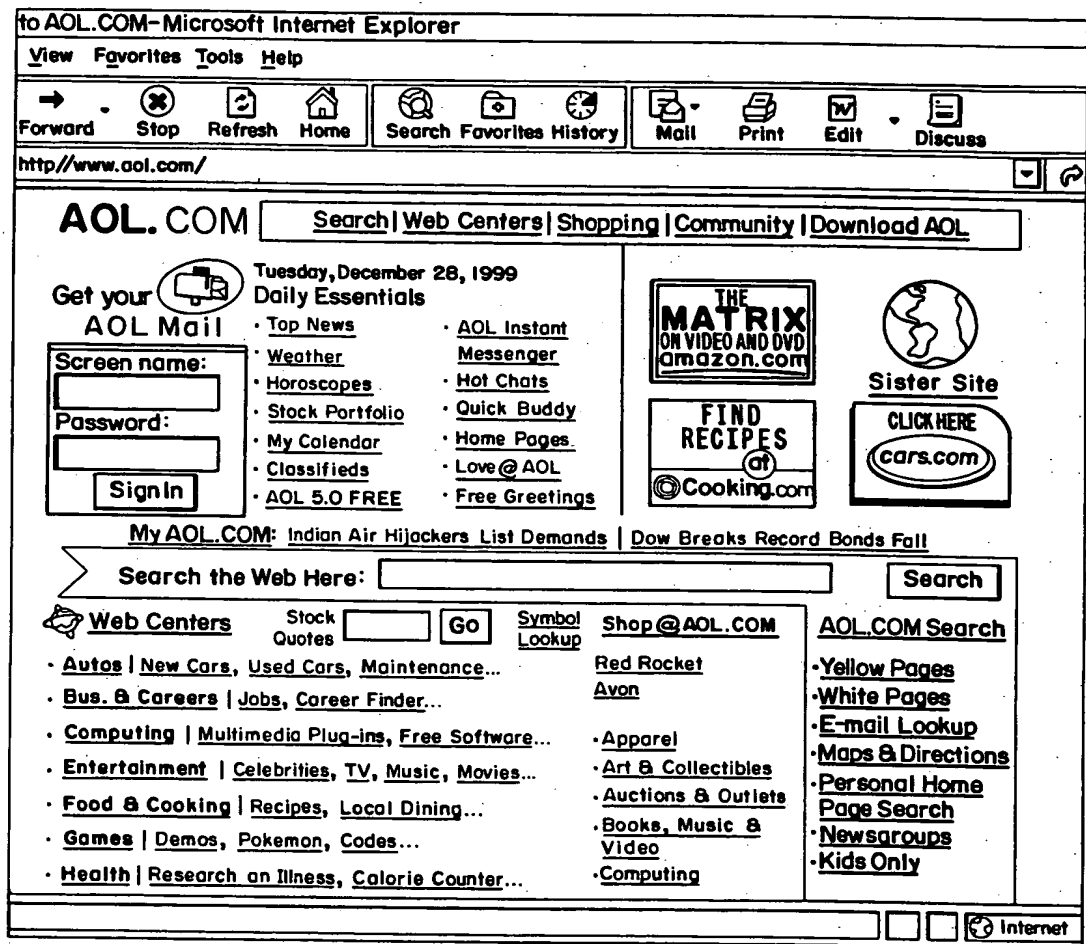 to AOL.COM-Microsoft Internet Explorer
View Favorites Tools Help
Forward Stop Refresh Home Search Favorites History Mail Print Edit Discuss
http//www.aol.com/
AOL.COM Search | Web Centers | Shopping | Community | Download AOL
Get your
AOL Mail
Screen name:
Password:
Sign In
Tuesday, December 28, 1999
Daily Essentials
· Top News
· Weather
· Horoscopes
· Stock Portfolio
· My Calendar
· Classifieds
· AOL 5.0 FREE
· AOL Instant
Messenger
· Hot Chats
· Quick Buddy
· Home Pages
· Love@AOL
· Free Greetings
THE
MATRIX
ON VIDEO AND DVD
amazon.com
Sister Site
FIND
RECIPES
at
Cooking.com
CLICK HERE
cars.com
My AOL.COM: Indian Air Hijackers List Demands | Dow Breaks Record Bonds Fall
Search the Web Here: Search
Web Centers Stock
Quotes Go Symbol
Lookup
· Autos | New Cars, Used Cars, Maintenance...
· Bus. & Careers | Jobs, Career Finder...
· Computing | Multimedia Plug-ins, Free Software...
· Entertainment | Celebrities, TV, Music, Movies...
· Food & Cooking | Recipes, Local Dining...
· Games | Demos, Pokemon, Codes...
· Health | Research an Illness, Calorie Counter...
Shop@AOL.COM
Red Rocket
Avon
· Apparel
· Art & Collectibles
· Auctions & Outlets
· Books, Music &
Video
· Computing
AOL.COM Search
· Yellow Pages
· White Pages
· E-mail Lookup
· Maps & Directions
· Personal Home
Page Search
· Newsgroups
· Kids Only
Internet